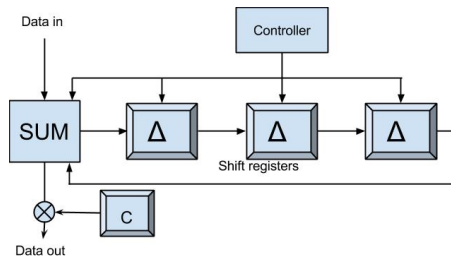 Data in
Controller
SUM
Δ
Δ
Δ
Shift registers
C
Data out